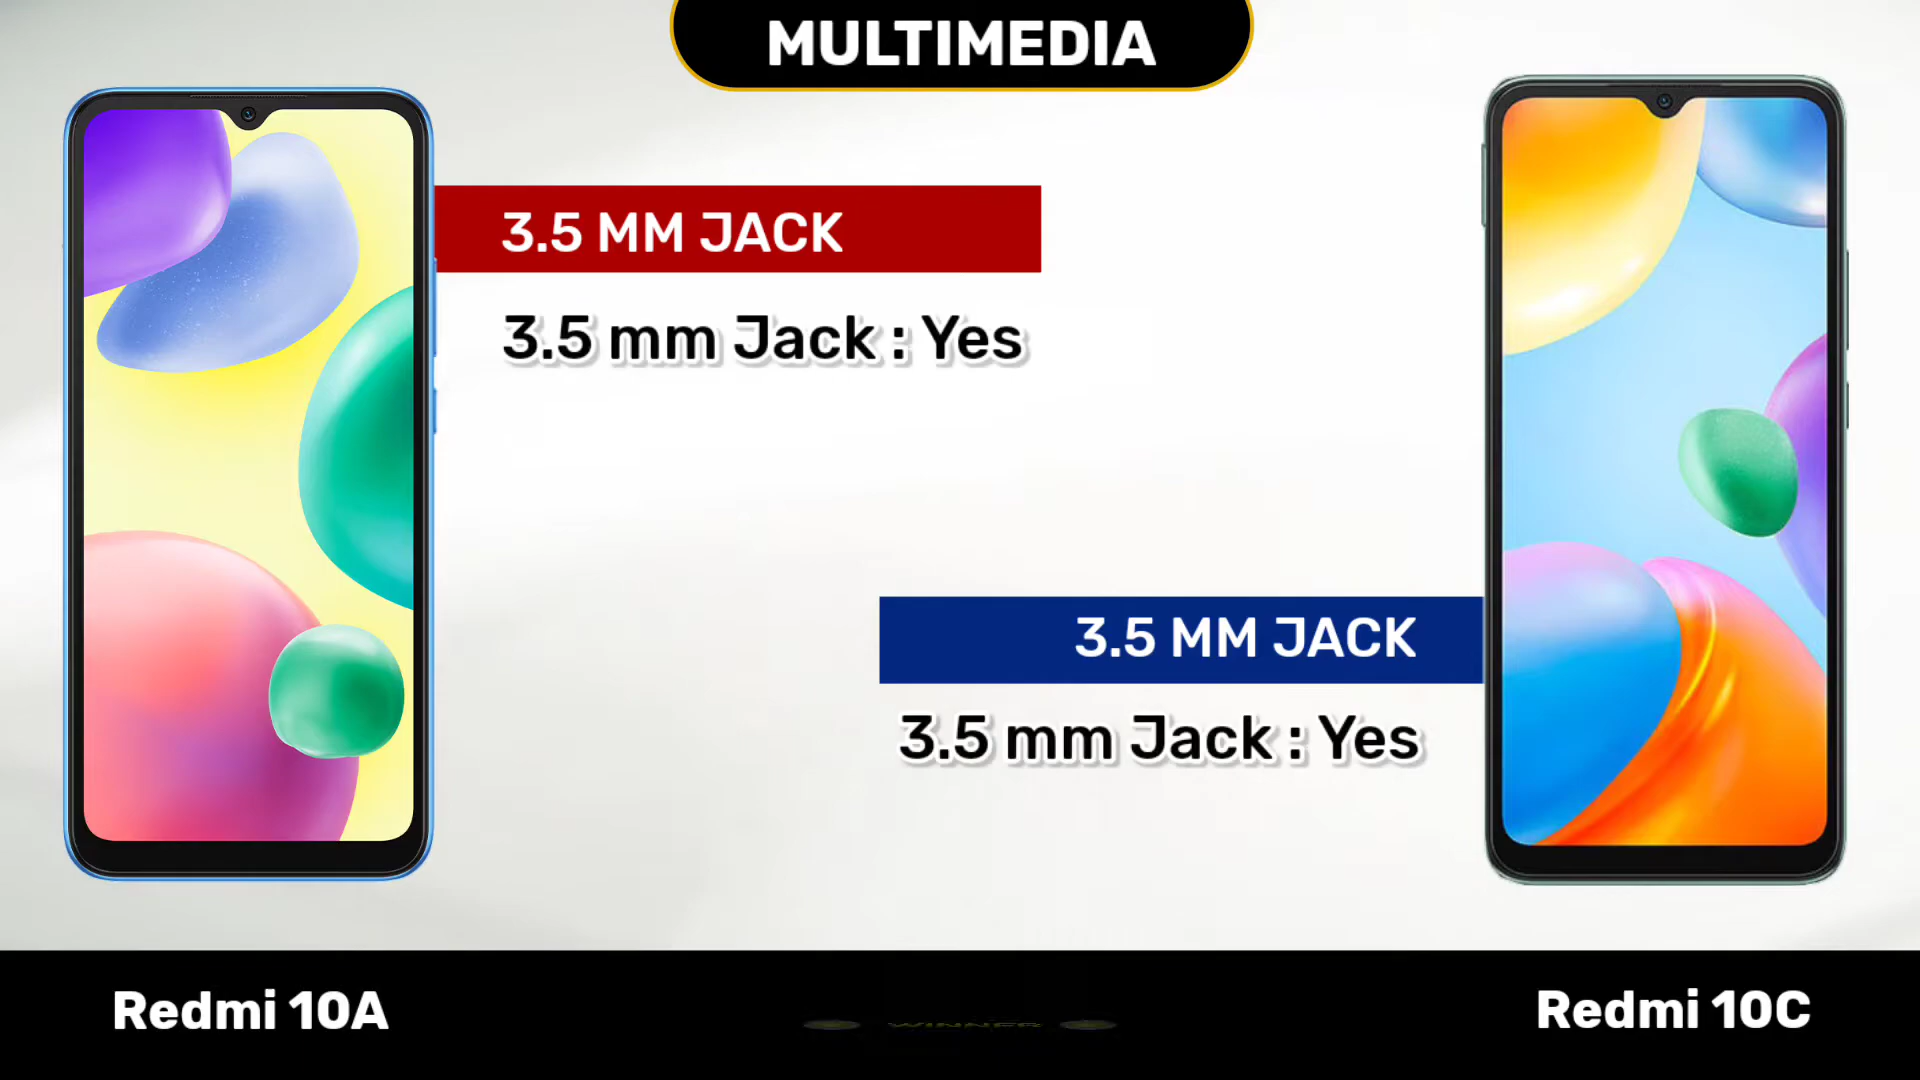 MULTIMEDIA
3.5 MM JACK
3.5 mm Jack : Yes
3.5 MM JACK
3.5 mm Jack : Yes
Redmi 10A
WINNER
Redmi 10C